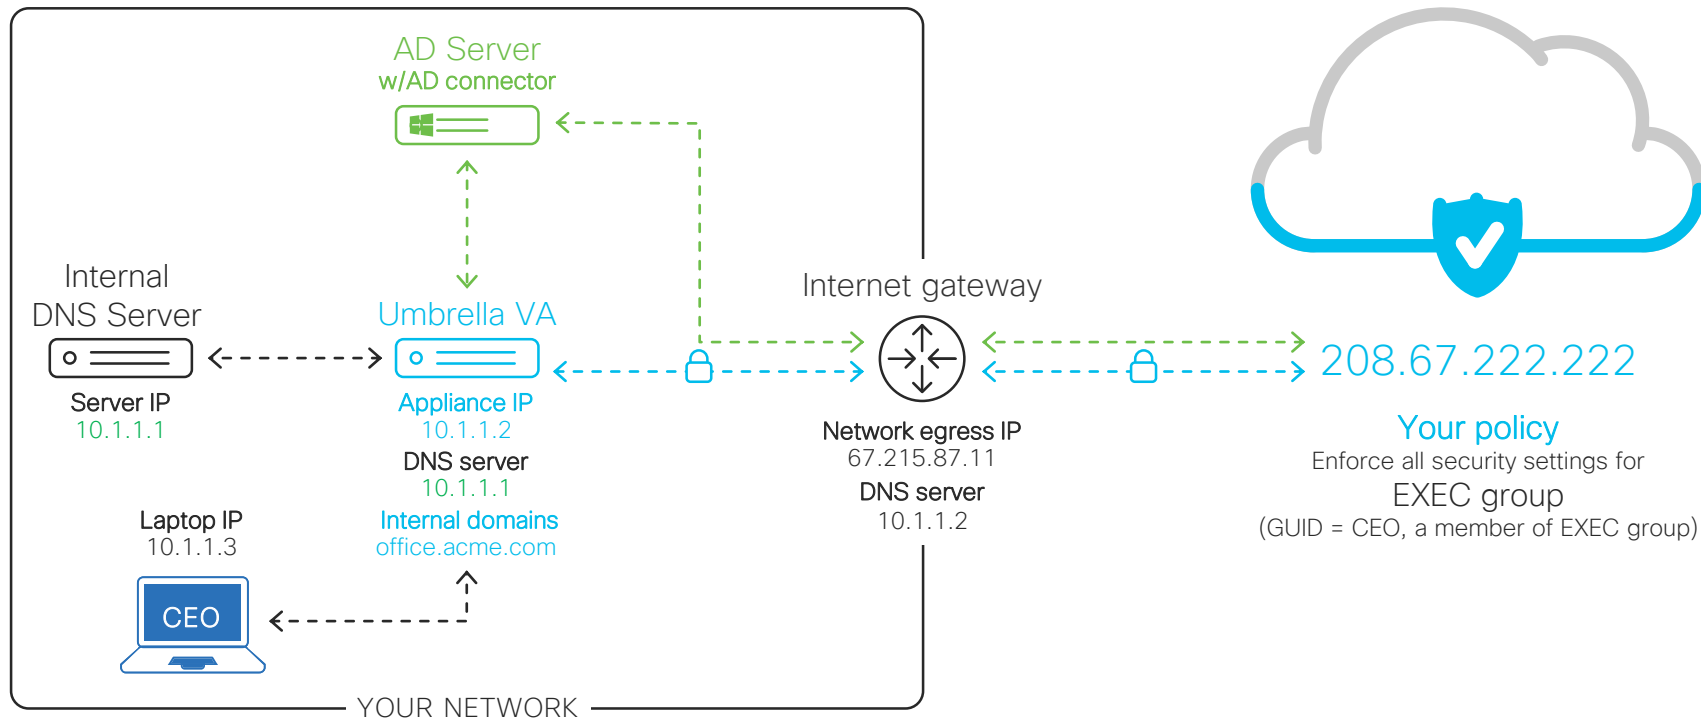 AD Server
w/AD connector
Internal
DNS Server
Server IP
10.1.1.1
Umbrella VA
Appliance IP
10.1.1.2
DNS server
10.1.1.1
Internal domains
office.acme.com
Laptop IP
10.1.1.3
CEO
Internet gateway
Network egress IP
67.215.87.11
DNS server
10.1.1.2
208.67.222.222
Your policy
Enforce all security settings for
EXEC group
(GUID = CEO, a member of EXEC group)
YOUR NETWORK